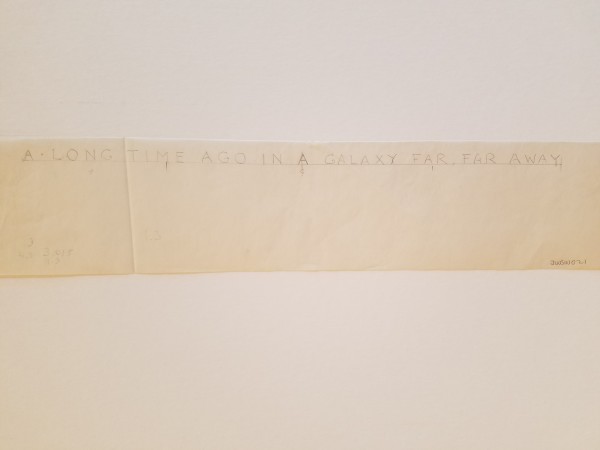 A · LONG TIME AGO IN A GALAXY FAR, FAR AWAY